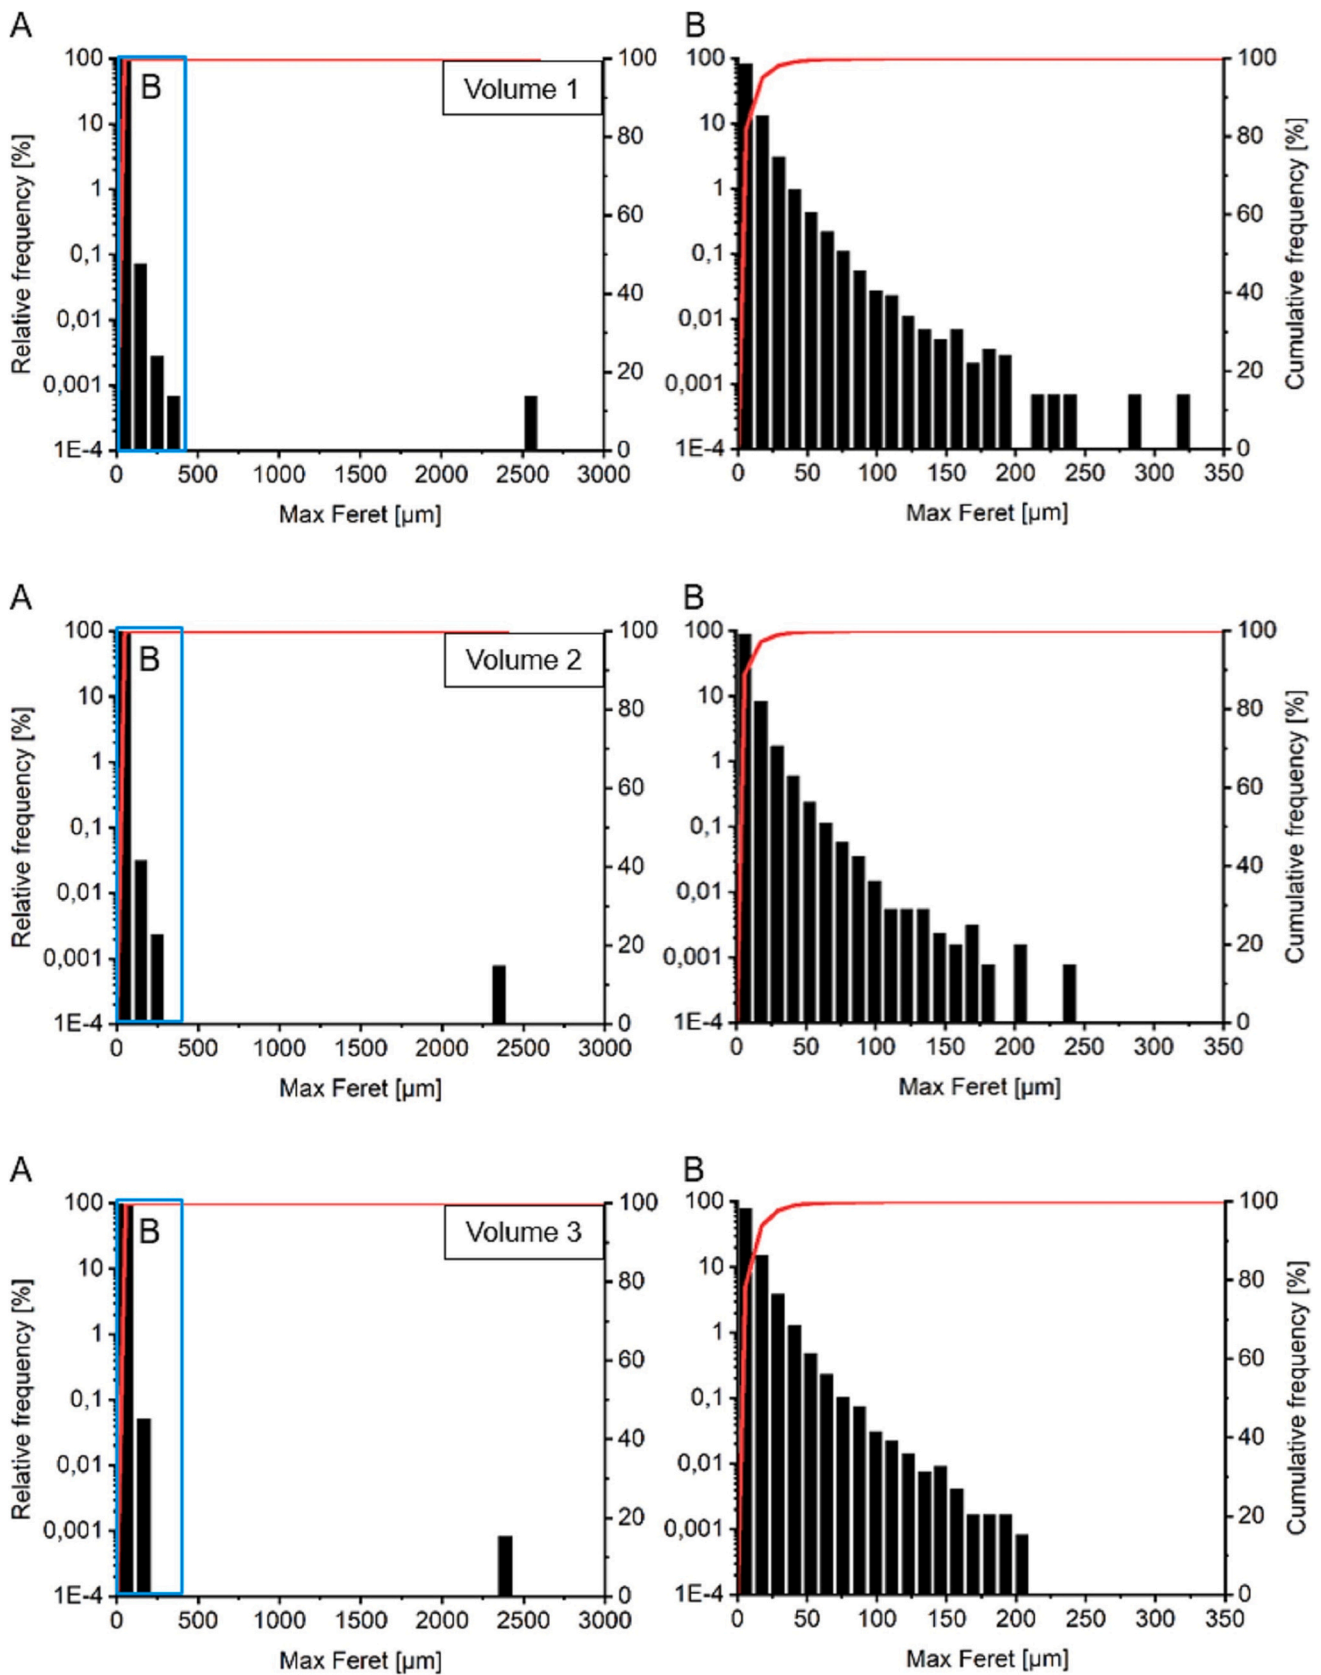 A
B
Relative frequency [%]
100
10
1
0,1
0,01
0,001
1E-4
B
Volume 1
100
80
60
40
20
0
0 500 1000 1500 2000 2500 3000
Max Feret [µm]
100
10
1
0,1
0,01
0,001
1E-4
100
80
60
40
20
0
Cumulative frequency [%]
0 50 100 150 200 250 300 350
Max Feret [µm]
A
B
Relative frequency [%]
100
10
1
0,1
0,01
0,001
1E-4
B
Volume 2
100
80
60
40
20
0
0 500 1000 1500 2000 2500 3000
Max Feret [µm]
100
10
1
0,1
0,01
0,001
1E-4
100
80
60
40
20
0
Cumulative frequency [%]
0 50 100 150 200 250 300 350
Max Feret [µm]
A
B
Relative frequency [%]
100
10
1
0,1
0,01
0,001
1E-4
B
Volume 3
100
80
60
40
20
0
0 500 1000 1500 2000 2500 3000
Max Feret [µm]
100
10
1
0,1
0,01
0,001
1E-4
100
80
60
40
20
0
Cumulative frequency [%]
0 50 100 150 200 250 300 350
Max Feret [µm]